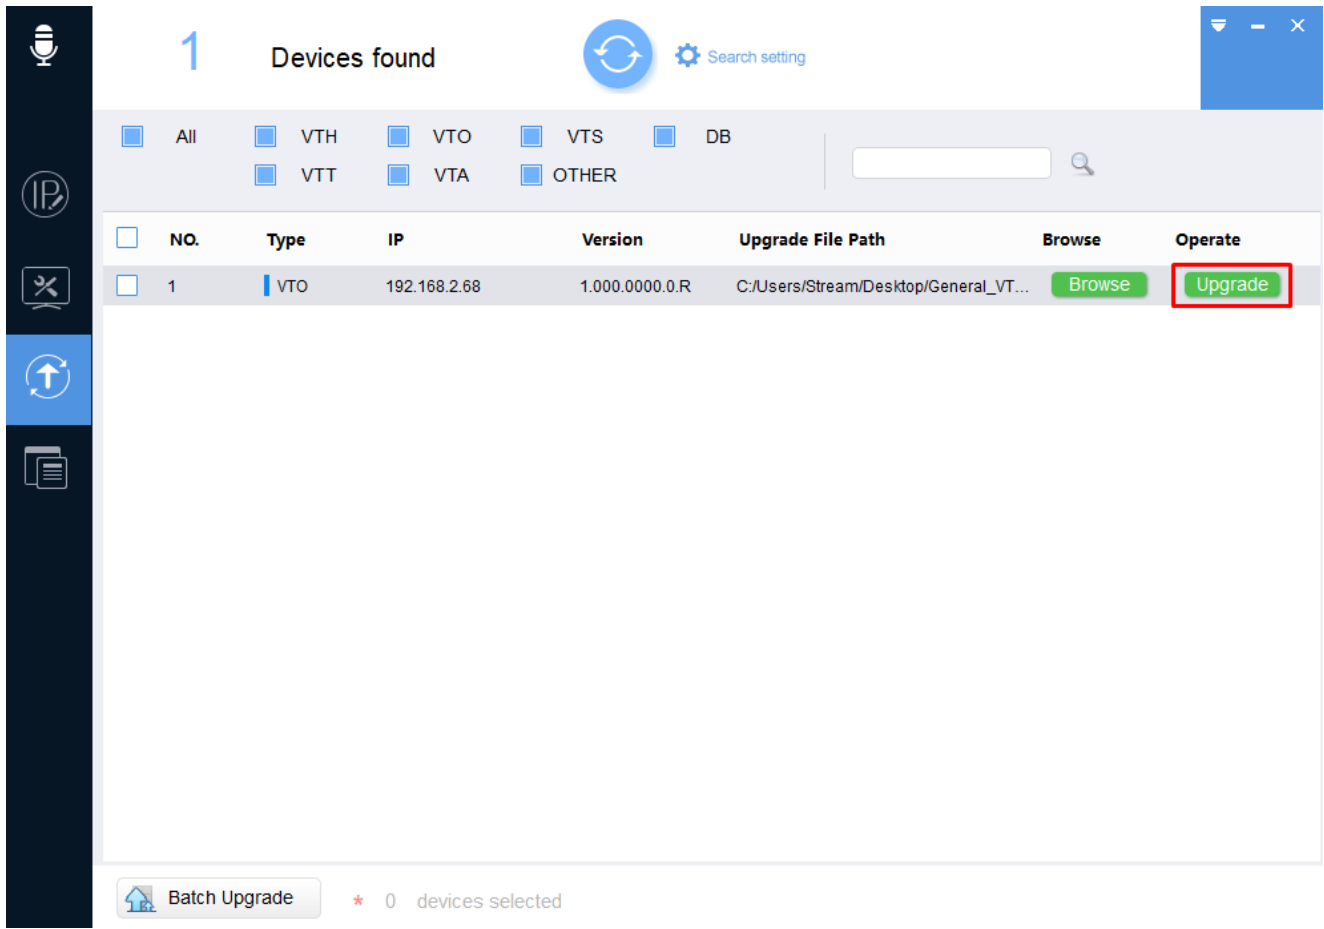 1 Devices found Search setting
All VTH VTO VTS DB
VTT VTA OTHER
NO. Type IP Version Upgrade File Path Browse Operate
1 VTO 192.168.2.68 1.000.0000.0.R C:/Users/Stream/Desktop/General_VT... Browse Upgrade
Batch Upgrade * 0 devices selected